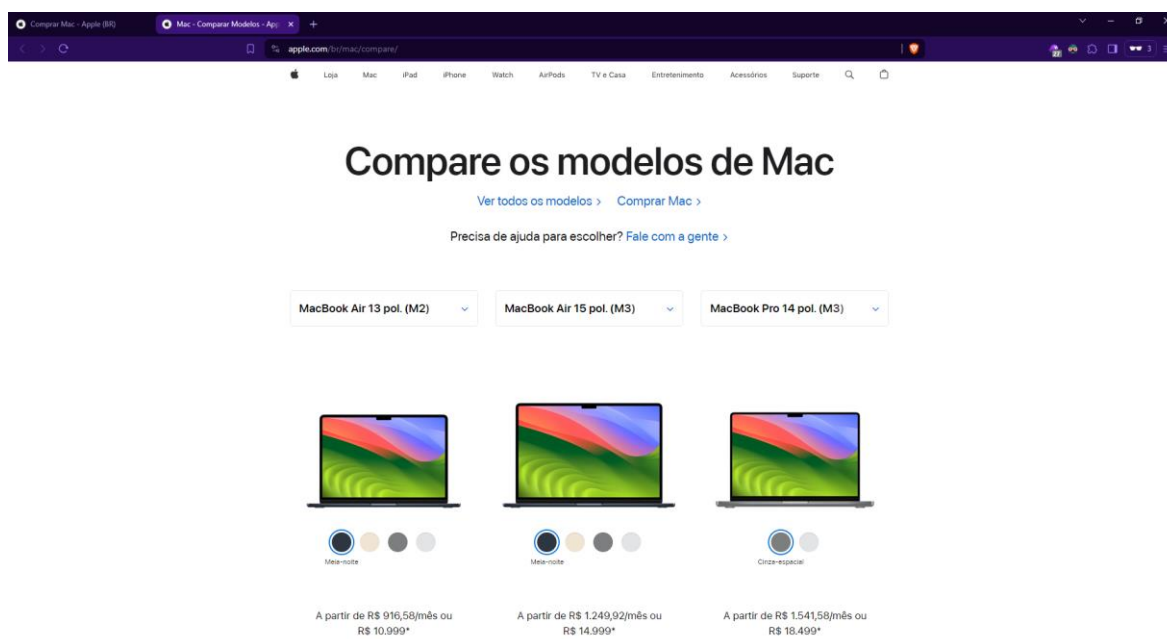 Comprar Mac - Apple (BR)
Mac - Comparar Modelos - App
apple.com/br/mac/compare/
27
3
Loja Mac iPad iPhone Watch AirPods TV e Casa Entretenimento Acessórios Suporte
Compare os modelos de Mac
Ver todos os modelos > Comprar Mac >
Precisa de ajuda para escolher? Fale com a gente >
MacBook Air 13 pol. (M2) MacBook Air 15 pol. (M3) MacBook Pro 14 pol. (M3)
Meia-noite Meia-noite Cinza-espacial
A partir de R$ 916,58/mês ou A partir de R$ 1.249,92/mês ou A partir de R$ 1.541,58/mês ou
R$ 10.999* R$ 14.999* R$ 18.499*